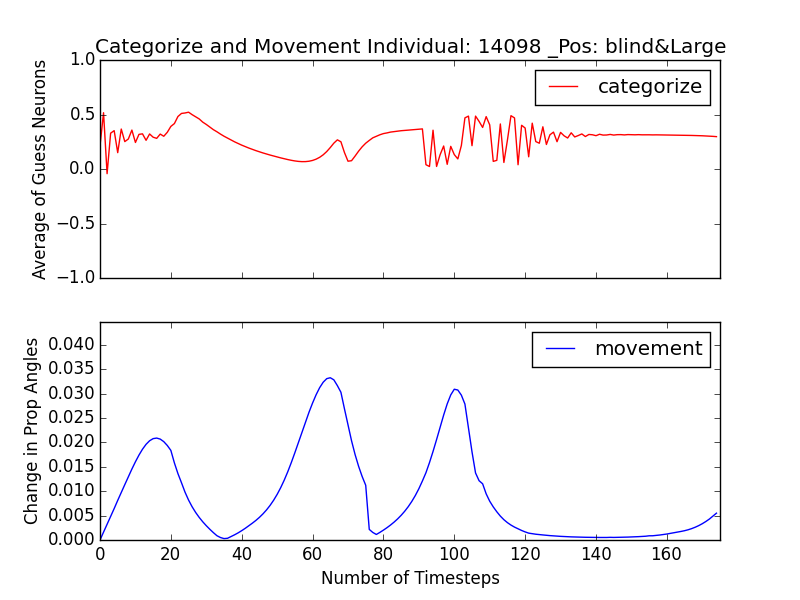 Categorize and Movement Individual: 14098 _Pos: blind&Large
1.0
0.5
0.0
−0.5
−1.0
Average of Guess Neurons
categorize
0.040
0.035
0.030
0.025
0.020
0.015
0.010
0.005
0.000
Change in Prop Angles
movement
0 20 40 60 80 100 120 140 160
Number of Timesteps